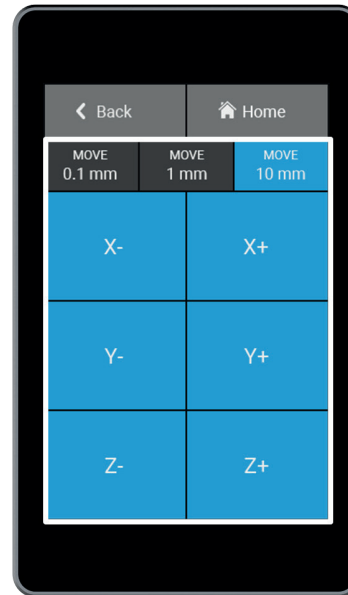 Back
Home
MOVE
0.1 mm
MOVE
1 mm
MOVE
10 mm
X-
X+
Y-
Y+
Z-
Z+